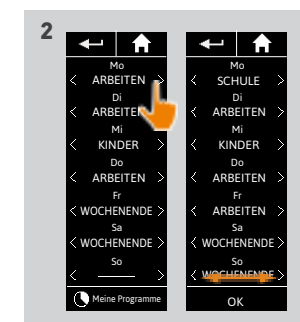 2
Mo
< ARBEITEN >
Di
< ARBEITEN >
Mi
< KINDER >
Do
< ARBEITEN >
Fr
< WOCHENENDE >
Sa
< WOCHENENDE >
So
< ______ >
Meine Programme
Mo
< SCHULE >
Di
< ARBEITEN >
Mi
< KINDER >
Do
< ARBEITEN >
Fr
< ARBEITEN >
Sa
< WOCHENENDE >
So
< WOCHENENDE >
OK